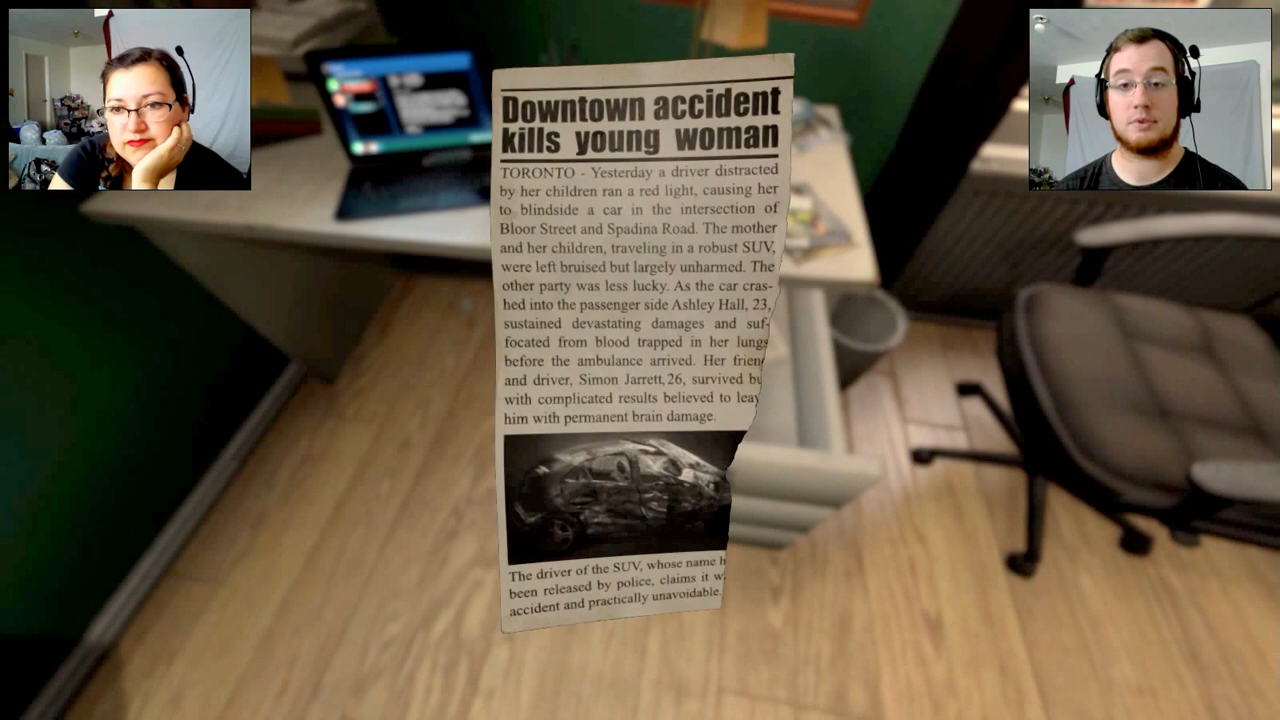 Downtown accident
kills young woman
TORONTO - Yesterday a driver distracted
by her children ran a red light, causing her
to blindside a car in the intersection of
Bloor Street and Spadina Road. The mother
and her children, traveling in a robust SUV,
were left bruised but largely unharmed. The
other party was less lucky. As the car cras-
hed into the passenger side Ashley Hall, 23,
sustained devastating damages and suf-
focated from blood trapped in her lungs
before the ambulance arrived. Her frien
and driver, Simon Jarrett, 26, survived bu
with complicated results believed to leav
him with permanent brain damage.
The driver of the SUV, whose name h
been released by police, claims it w
accident and practically unavoidable.